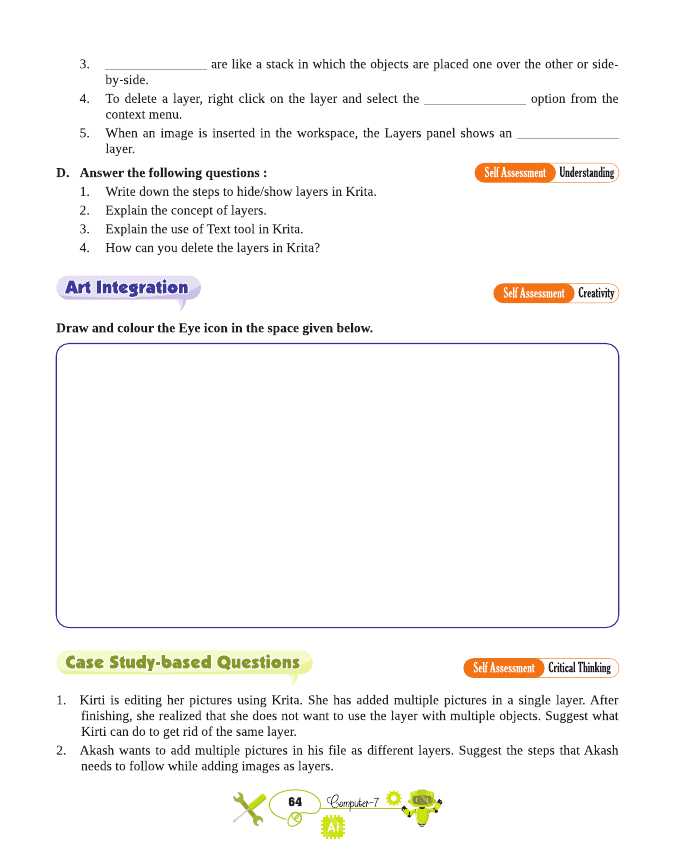 3. _______________ are like a stack in which the objects are placed one over the other or side-
by-side.
4. To delete a layer, right click on the layer and select the _______________ option from the
context menu.
5. When an image is inserted in the workspace, the Layers panel shows an _______________
layer.
D. Answer the following questions :
Self Assessment Understanding
1. Write down the steps to hide/show layers in Krita.
2. Explain the concept of layers.
3. Explain the use of Text tool in Krita.
4. How can you delete the layers in Krita?
Art Integration
Self Assessment Creativity
Draw and colour the Eye icon in the space given below.
Case Study-based Questions
Self Assessment Critical Thinking
1. Kirti is editing her pictures using Krita. She has added multiple pictures in a single layer. After
finishing, she realized that she does not want to use the layer with multiple objects. Suggest what
Kirti can do to get rid of the same layer.
2. Akash wants to add multiple pictures in his file as different layers. Suggest the steps that Akash
needs to follow while adding images as layers.
64 Computer-7
AI